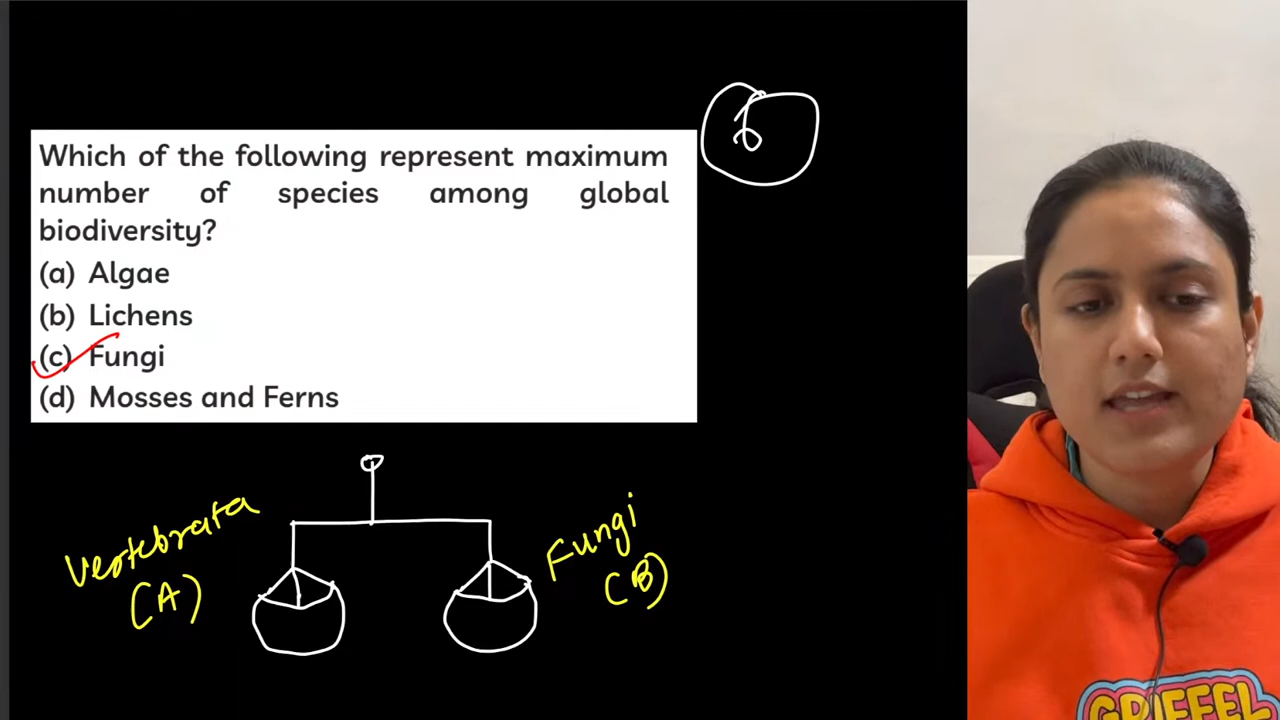 Which of the following represent maximum
number of species among global
biodiversity?
(a) Algae
(b) Lichens
(c) Fungi
(d) Mosses and Ferns
Vertebrata
(A)
Fungi
(B)
GRIFFEL